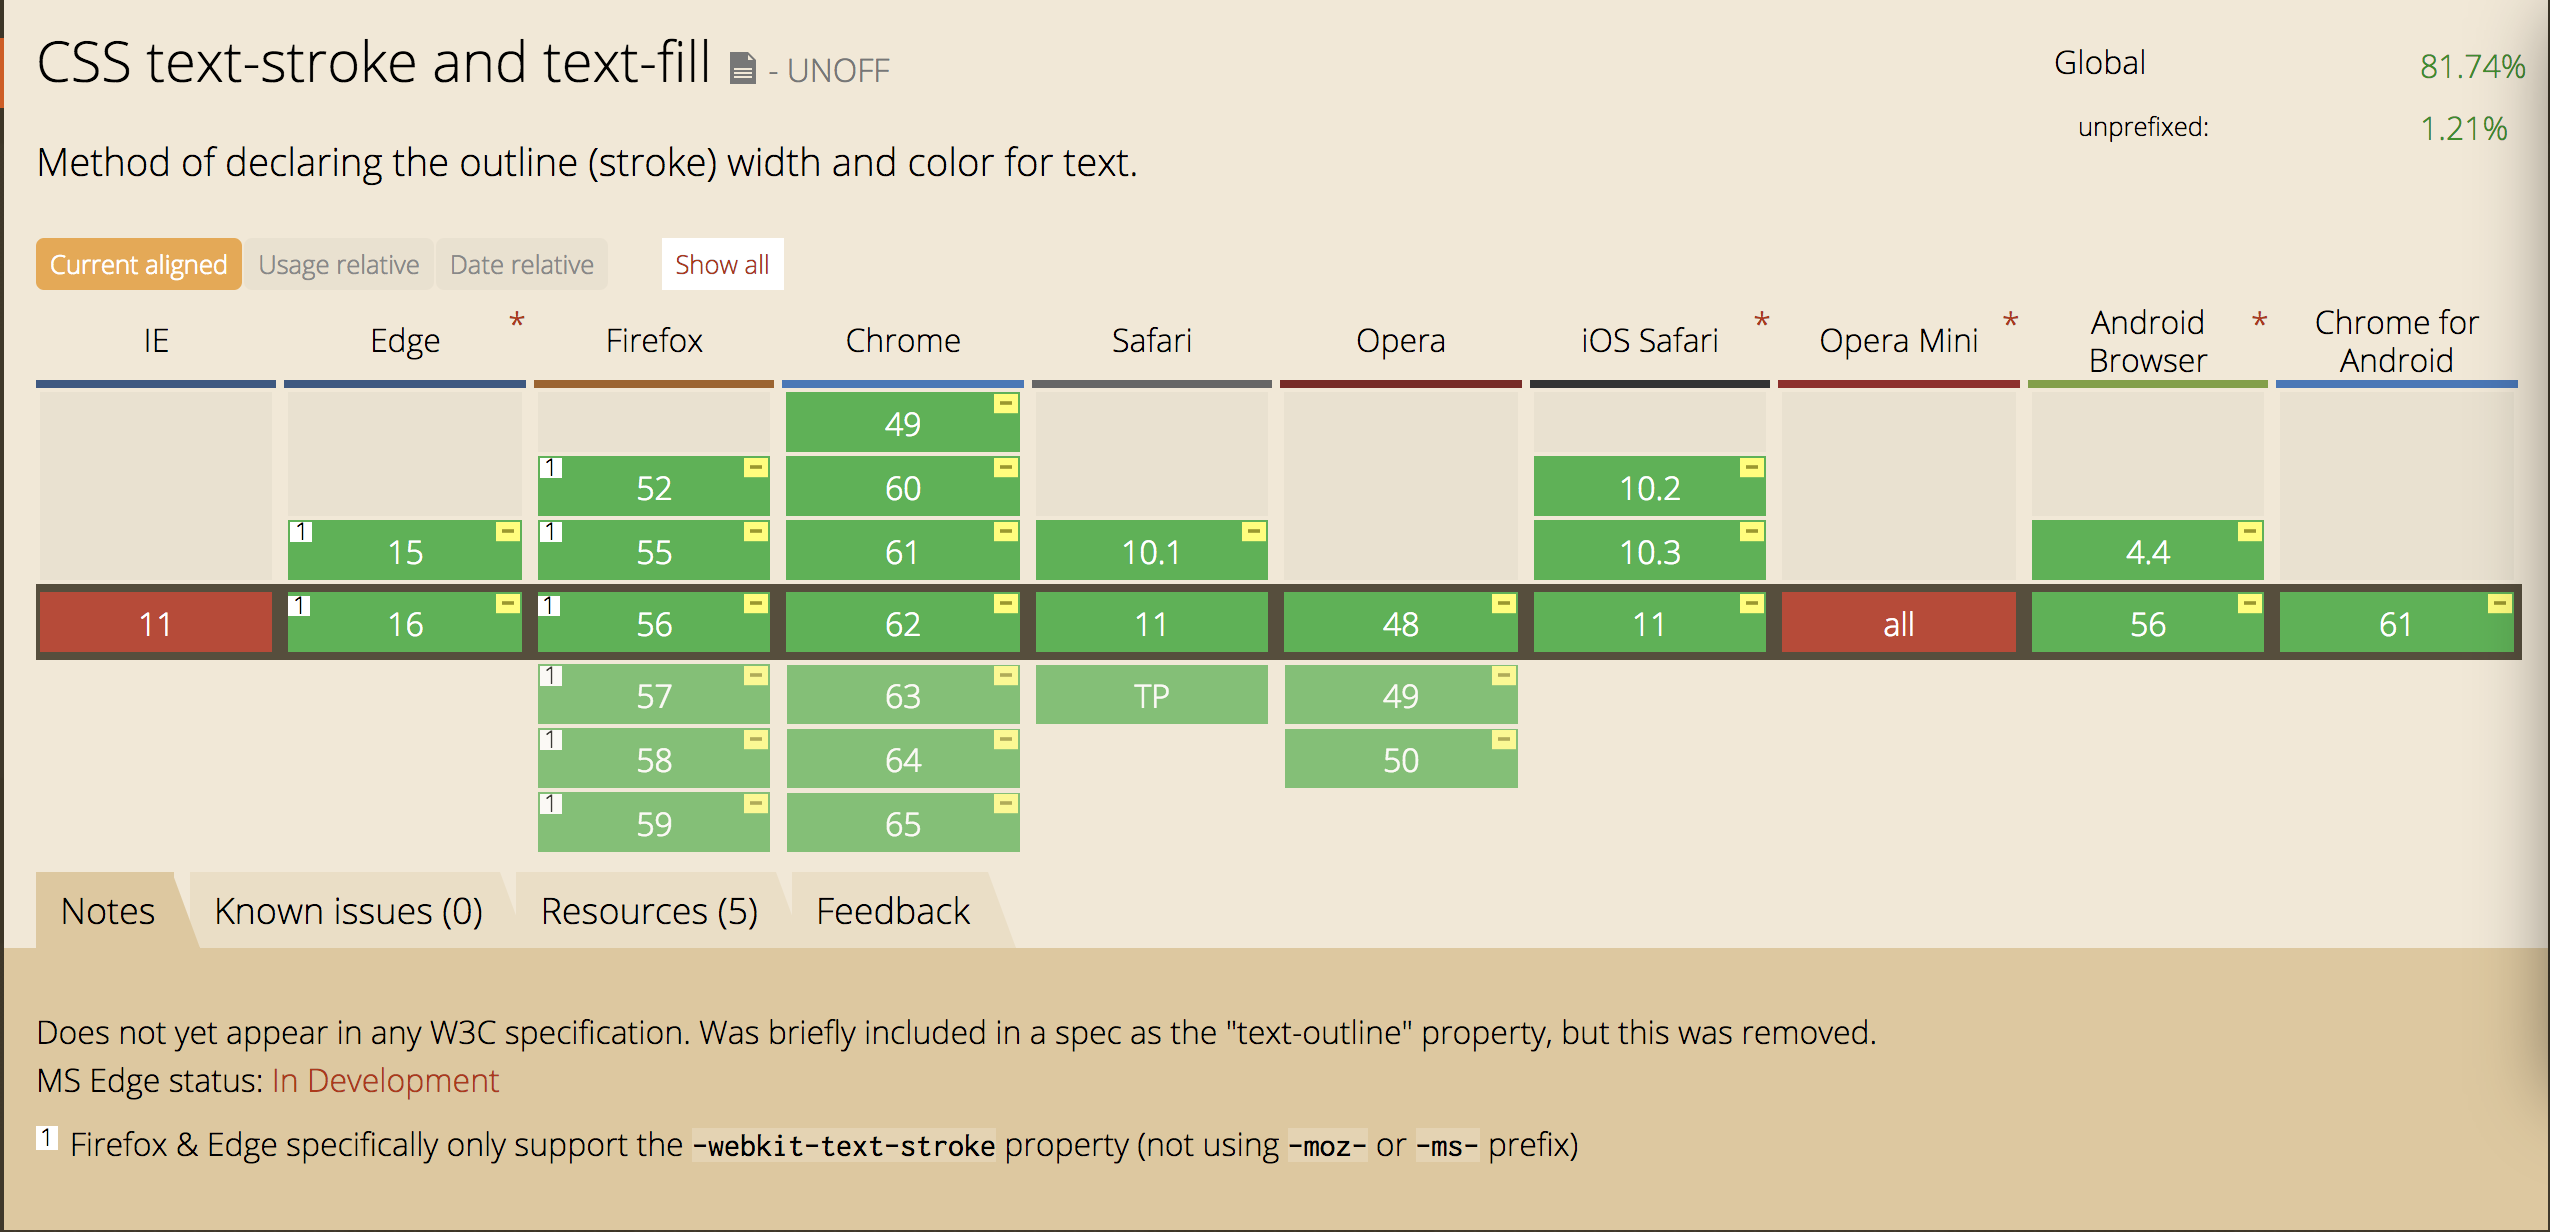 CSS text-stroke and text-fill - UNOFF
Global 81.74%
unprefixed: 1.21%
Method of declaring the outline (stroke) width and color for text.
Current aligned Usage relative Date relative Show all
IE Edge * Firefox Chrome Safari Opera iOS Safari * Opera Mini * Android Browser * Chrome for Android
49
1 52 60 10.2
1 15 1 55 61 10.1 10.3 4.4
11 1 16 1 56 62 11 48 11 all 56 61
1 57 63 TP 49
1 58 64 50
1 59 65
Notes Known issues (0) Resources (5) Feedback
Does not yet appear in any W3C specification. Was briefly included in a spec as the "text-outline" property, but this was removed.
MS Edge status: In Development
1 Firefox & Edge specifically only support the -webkit-text-stroke property (not using -moz- or -ms- prefix)